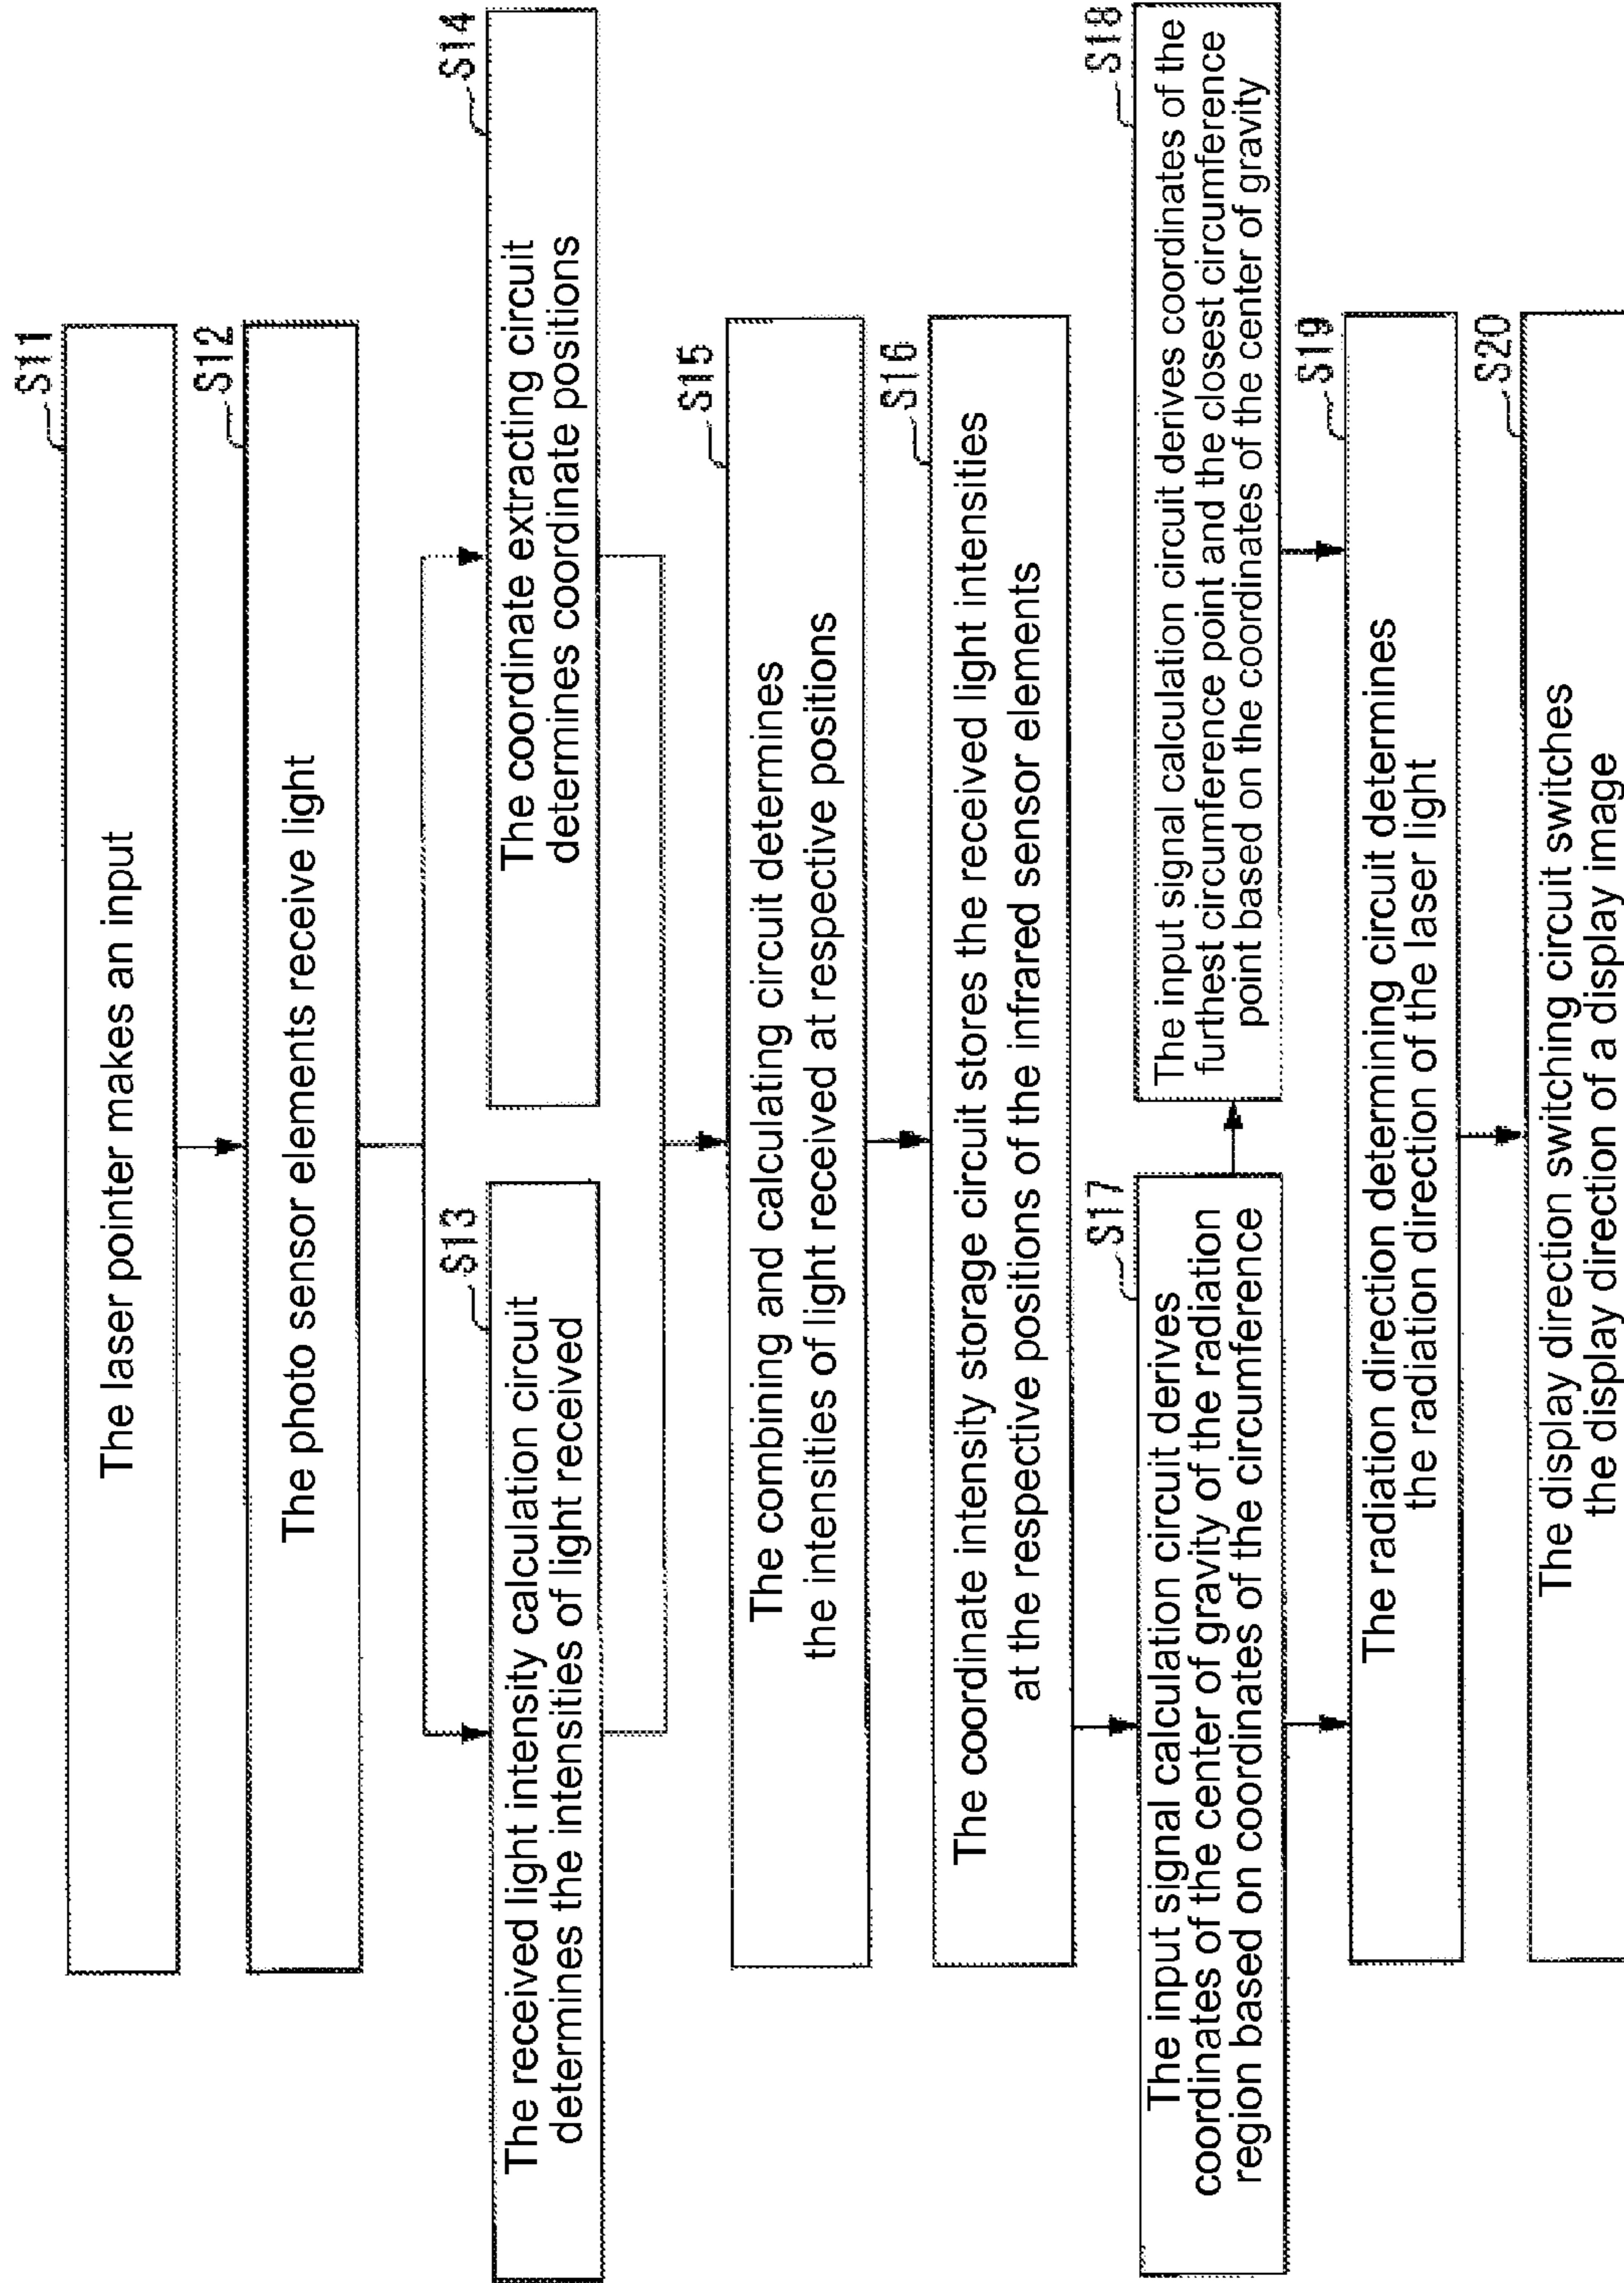 S11
The laser pointer makes an input
S12
The photo sensor elements receive light
S13
The received light intensity calculation circuit
determines the intensities of light received
S14
The coordinate extracting circuit
determines coordinate positions
S15
The combining and calculating circuit determines
the intensities of light received at respective positions
S16
The coordinate intensity storage circuit stores the received light intensities
at the respective positions of the infrared sensor elements
S17
The input signal calculation circuit derives
coordinates of the center of gravity of the radiation
region based on coordinates of the circumference
S18
The input signal calculation circuit derives coordinates of the
furthest circumference point and the closest circumference
point based on the coordinates of the center of gravity
S19
The radiation direction determining circuit determines
the radiation direction of the laser light
S20
The display direction switching circuit switches
the display direction of a display image